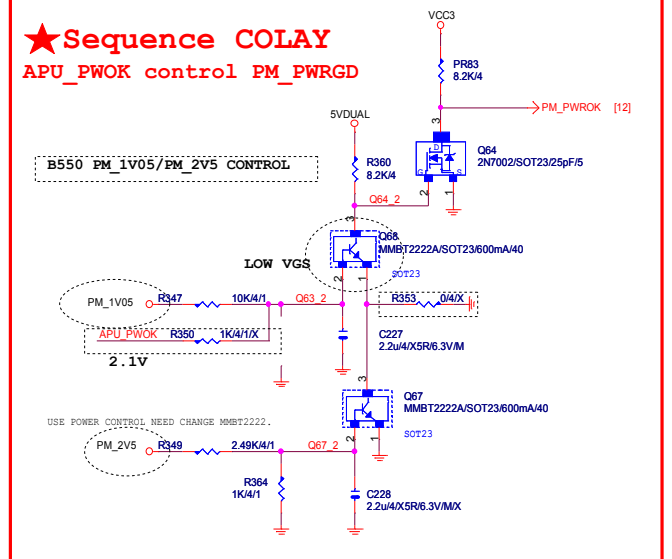 ★Sequence COLAY
APU_PWOK control PM_PWRGD
VCC3
PR83
8.2K/4
PM_PWROK [12]
5VDUAL
3
D
G
S
Q64
2N7002/SOT23/25pF/5
B550 PM_1V05/PM_2V5 CONTROL
R360
8.2K/4
Q64_2
2
1
3
Q68
MMBT2222A/SOT23/600mA/40
LOW VGS
SOT23
2
1
PM_1V05
R347
10K/4/1
Q63_2
R353
0/4/X
APU_PWOK
R350
1K/4/1/X
2.1V
C227
2.2u/4/X5R/6.3V/M
3
Q67
MMBT2222A/SOT23/600mA/40
SOT23
USE POWER CONTROL NEED CHANGE MMBT2222.
2
1
PM_2V5
R349
2.49K/4/1
Q67_2
R364
1K/4/1
C228
2.2u/4/X5R/6.3V/M/X